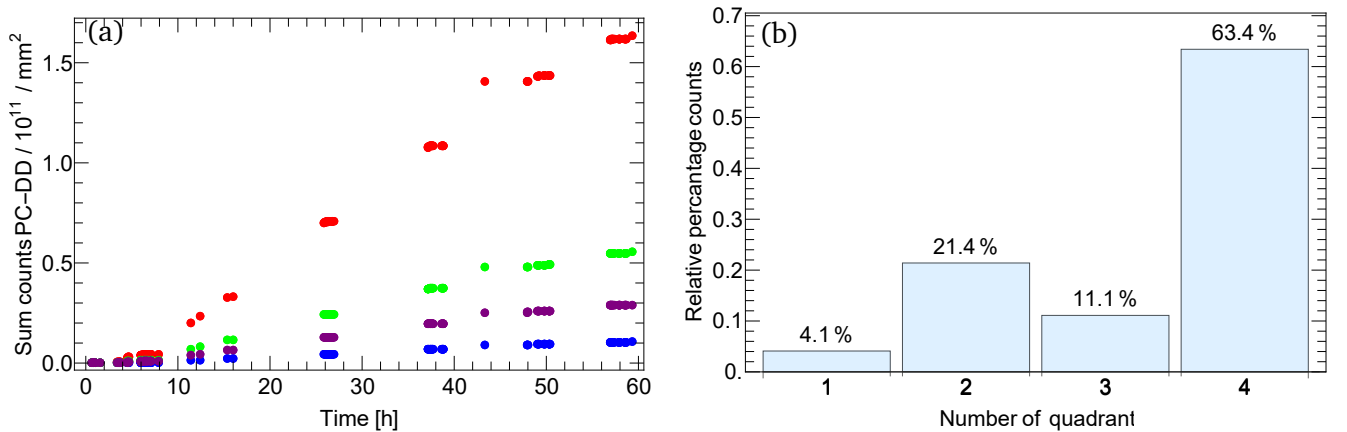 (a)
Sum counts PC–DD / 10¹¹ / mm²
1.5
1.0
0.5
0.0
0 10 20 30 40 50 60
Time [h]
(b)
Relative percantage counts
0.7
0.6
0.5
0.4
0.3
0.2
0.1
0.
4.1 %
21.4 %
11.1 %
63.4 %
1 2 3 4
Number of quadrant